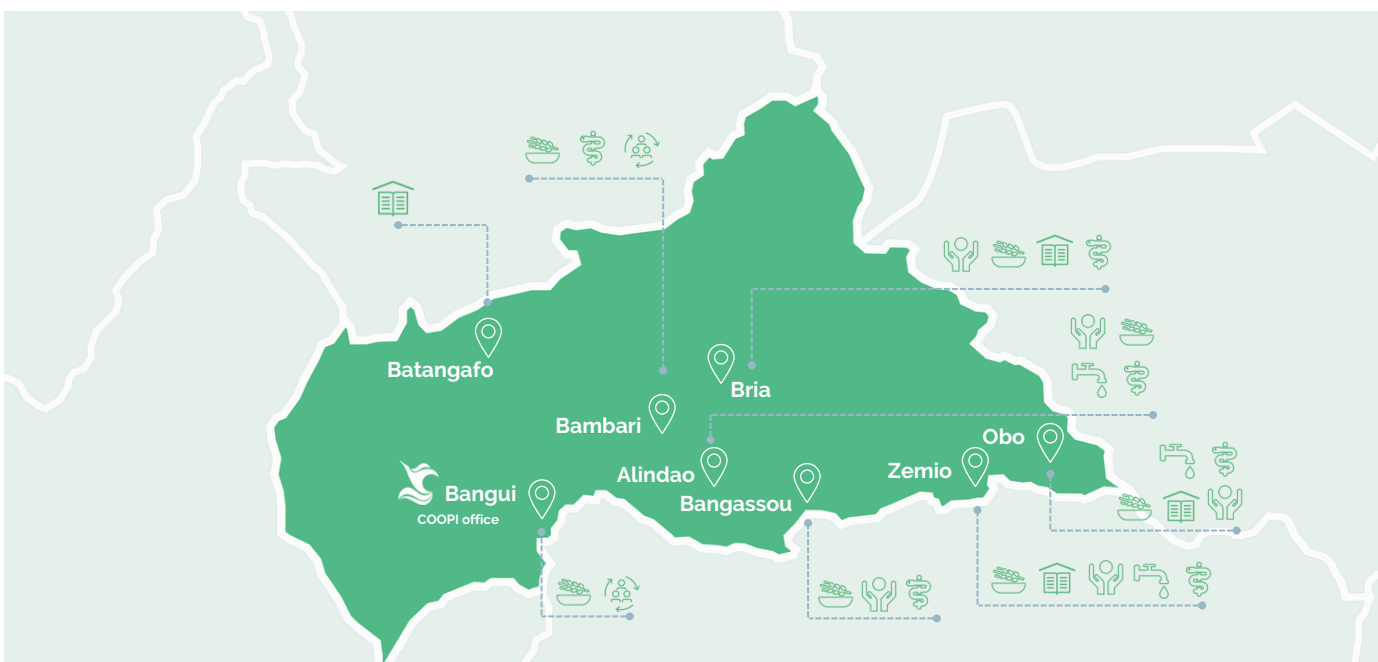 Batangafo
Bria
Bambari
Obo
Alindao
Zemio
Bangui
Bangassou
COOPI office